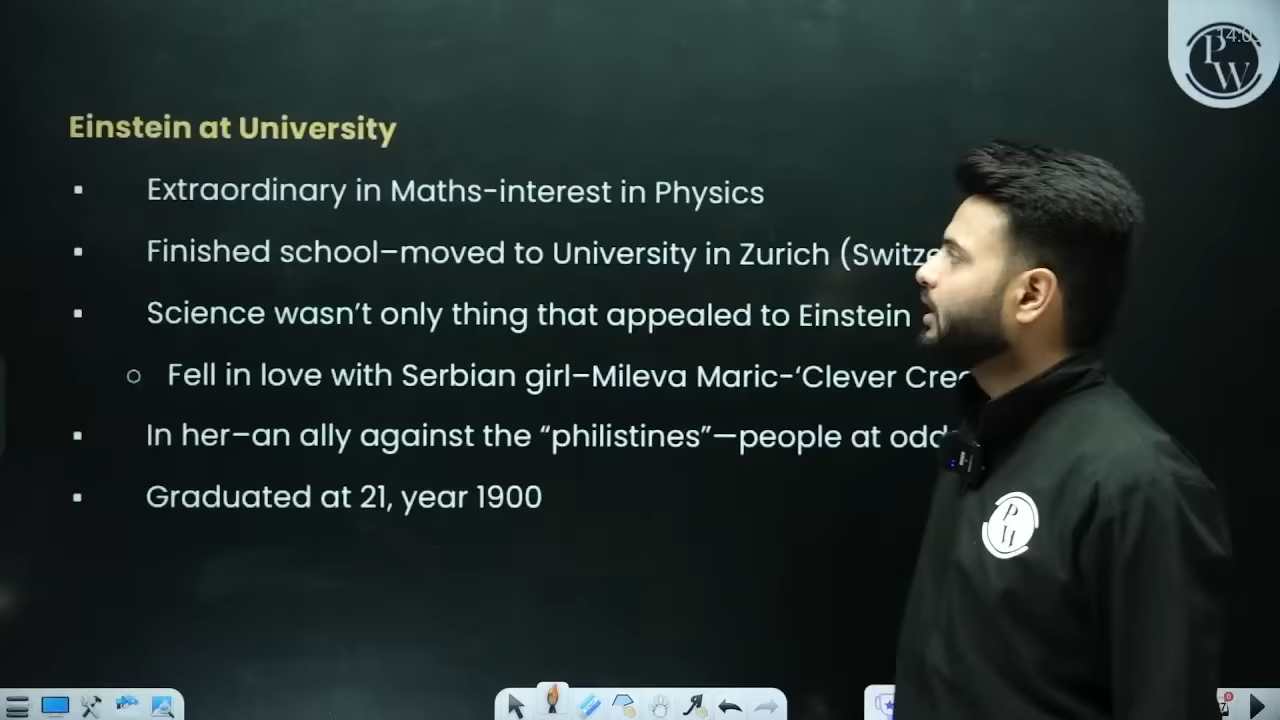 14:0
P
W
Einstein at University
▪ Extraordinary in Maths-interest in Physics
▪ Finished school–moved to University in Zurich (Switze
▪ Science wasn’t only thing that appealed to Einstein
○ Fell in love with Serbian girl–Mileva Maric-‘Clever Cre
▪ In her–an ally against the “philistines”—people at odd
▪ Graduated at 21, year 1900
P
W